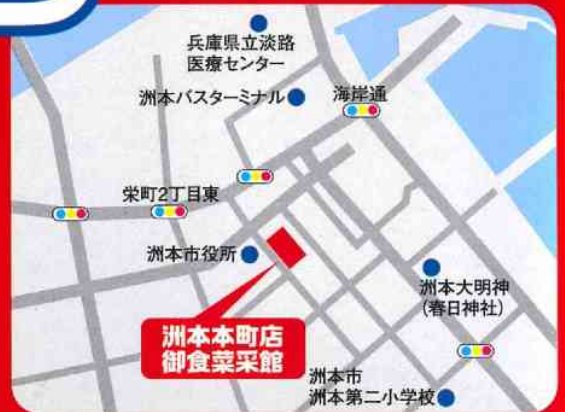 兵庫県立淡路
医療センター
洲本バスターミナル
海岸通
栄町2丁目東
洲本市役所
洲本大明神
(春日神社)
洲本本町店
御食菜采館
洲本市
洲本第二小学校